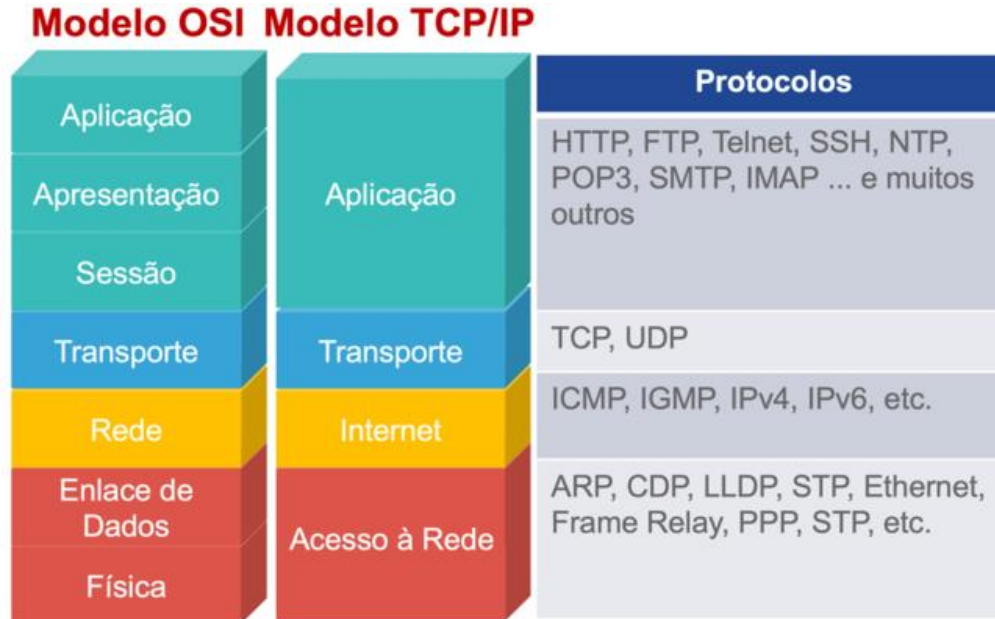 Modelo OSI Modelo TCP/IP
Aplicação
Apresentação
Sessão
Transporte
Rede
Enlace de
Dados
Física
Aplicação
Transporte
Internet
Acesso à Rede
Protocolos
HTTP, FTP, Telnet, SSH, NTP,
POP3, SMTP, IMAP ... e muitos
outros
TCP, UDP
ICMP, IGMP, IPv4, IPv6, etc.
ARP, CDP, LLDP, STP, Ethernet,
Frame Relay, PPP, STP, etc.